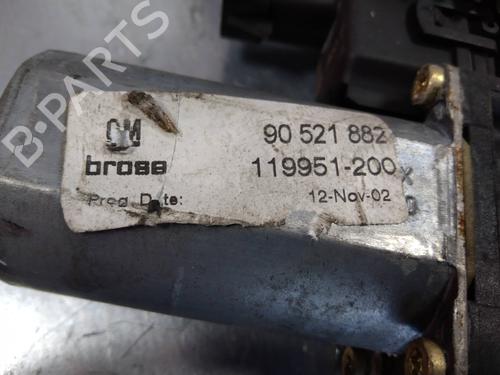 B-PARTS
GM 90 521 882
brose 119951-200
Prod Date: 12-Nov-02